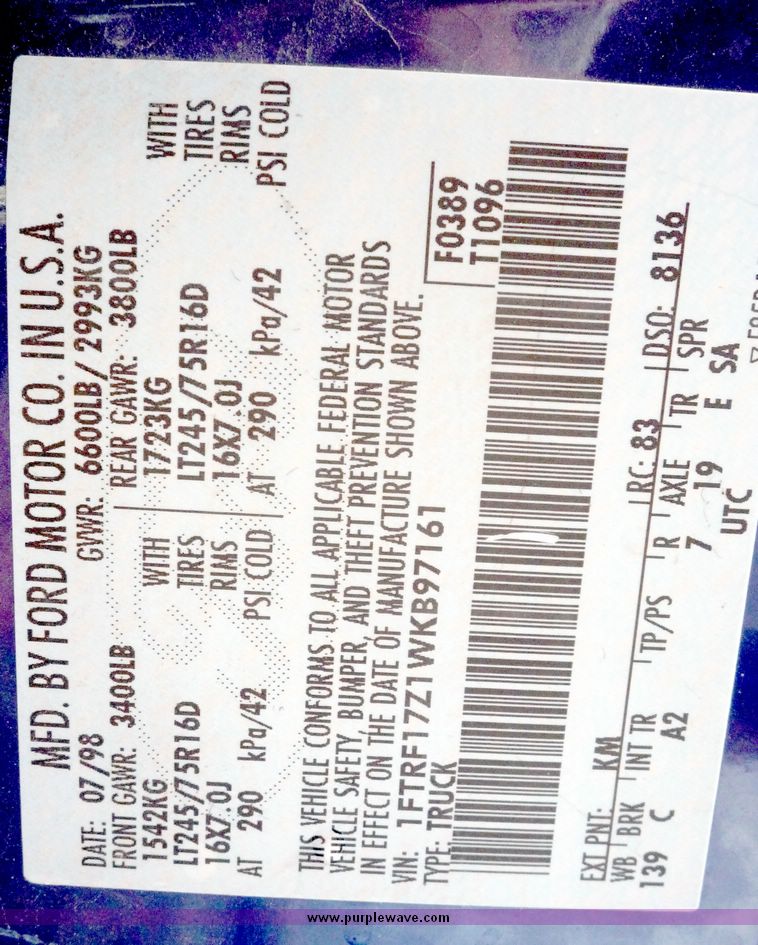 MFD. BY FORD MOTOR CO. IN U.S.A.
DATE: 07/98 GVWR: 6600LB/ 2993KG
FRONT GAWR: 3400LB REAR GAWR: 3800LB
1542KG WITH 1723KG WITH
LT245/75R16D TIRES LT245/75R16D TIRES
16X7.0J RIMS 16X7.0J RIMS
AT 290 kPa/42 PSI COLD AT 290 kPa/42 PSI COLD
THIS VEHICLE CONFORMS TO ALL APPLICABLE FEDERAL MOTOR
VEHICLE SAFETY, BUMPER, AND THEFT PREVENTION STANDARDS
IN EFFECT ON THE DATE OF MANUFACTURE SHOWN ABOVE.
VIN: 1FTRF17Z1WKB97161 F0389
TYPE: TRUCK T1096
EXT PNT: KM RC: 83 DSO: 8136
WB BRK INT TR TP/PS R AXLE TR SPR
139 C A2 7 19 E SA
UTC
www.purplewave.com